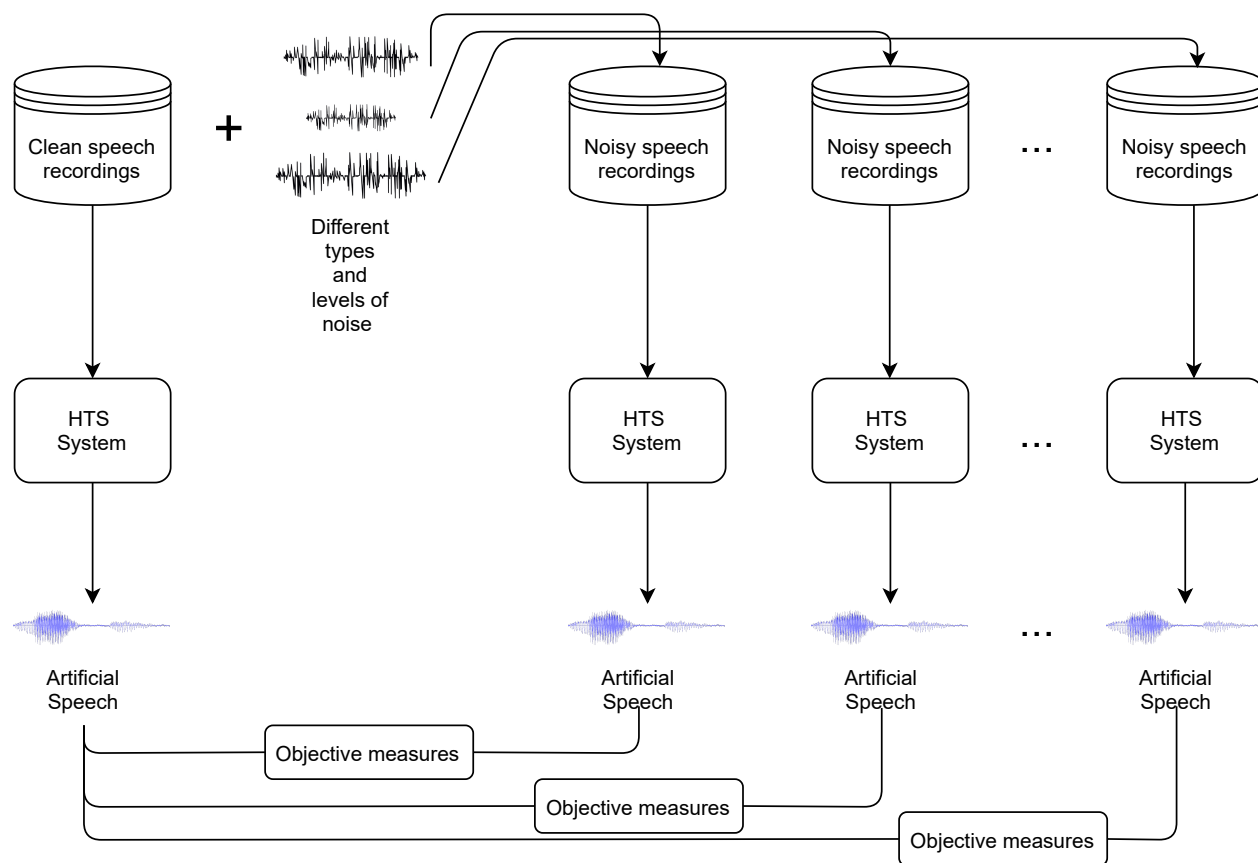 Clean speech
recordings
+
Different
types
and
levels of
noise
Noisy speech
recordings
Noisy speech
recordings
...
Noisy speech
recordings
HTS
System
HTS
System
HTS
System
...
HTS
System
...
Artificial
Speech
Artificial
Speech
Artificial
Speech
Artificial
Speech
Objective measures
Objective measures
Objective measures